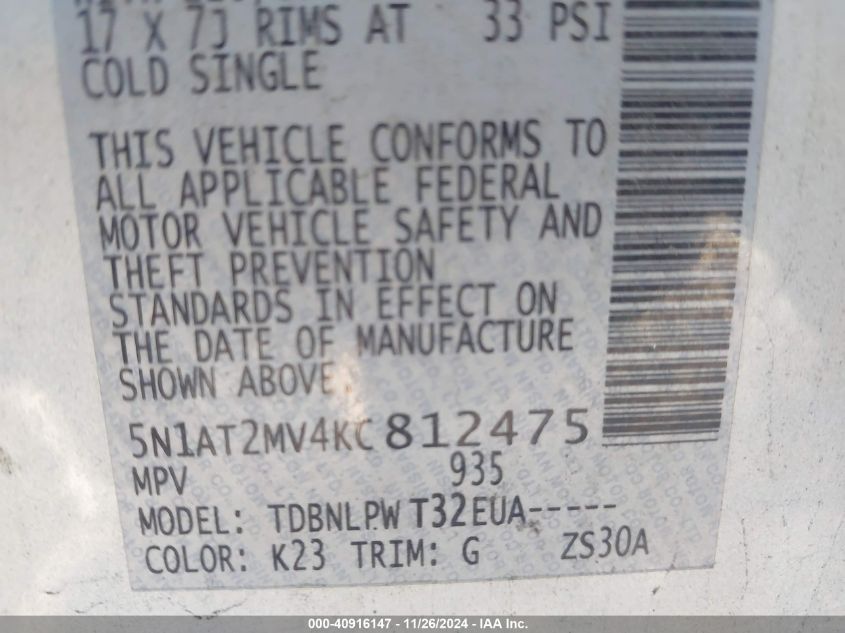 17 X 7J RIMS AT 33 PSI
COLD SINGLE
THIS VEHICLE CONFORMS TO
ALL APPLICABLE FEDERAL
MOTOR VEHICLE SAFETY AND
THEFT PREVENTION
STANDARDS IN EFFECT ON
THE DATE OF MANUFACTURE
SHOWN ABOVE.
5N1AT2MV4KC812475
MPV 935
MODEL: TDBNLPW T32EUA-----
COLOR: K23 TRIM: G ZS30A
000-40916147 - 11/26/2024 - IAA Inc.